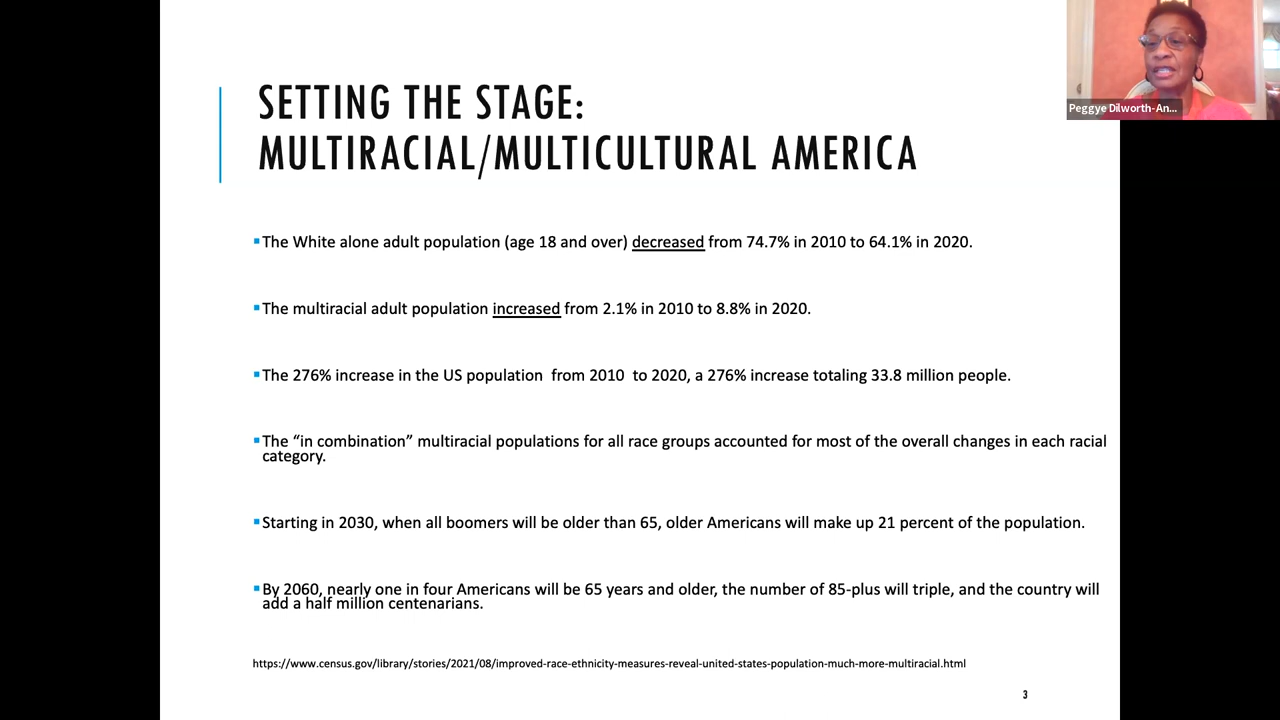 SETTING THE STAGE:
MULTIRACIAL/MULTICULTURAL AMERICA
Peggye Dilworth-An...
▪The White alone adult population (age 18 and over) decreased from 74.7% in 2010 to 64.1% in 2020.
▪The multiracial adult population increased from 2.1% in 2010 to 8.8% in 2020.
▪The 276% increase in the US population from 2010 to 2020, a 276% increase totaling 33.8 million people.
▪The “in combination” multiracial populations for all race groups accounted for most of the overall changes in each racial
category.
▪Starting in 2030, when all boomers will be older than 65, older Americans will make up 21 percent of the population.
▪By 2060, nearly one in four Americans will be 65 years and older, the number of 85-plus will triple, and the country will
add a half million centenarians.
https://www.census.gov/library/stories/2021/08/improved-race-ethnicity-measures-reveal-united-states-population-much-more-multiracial.html
3